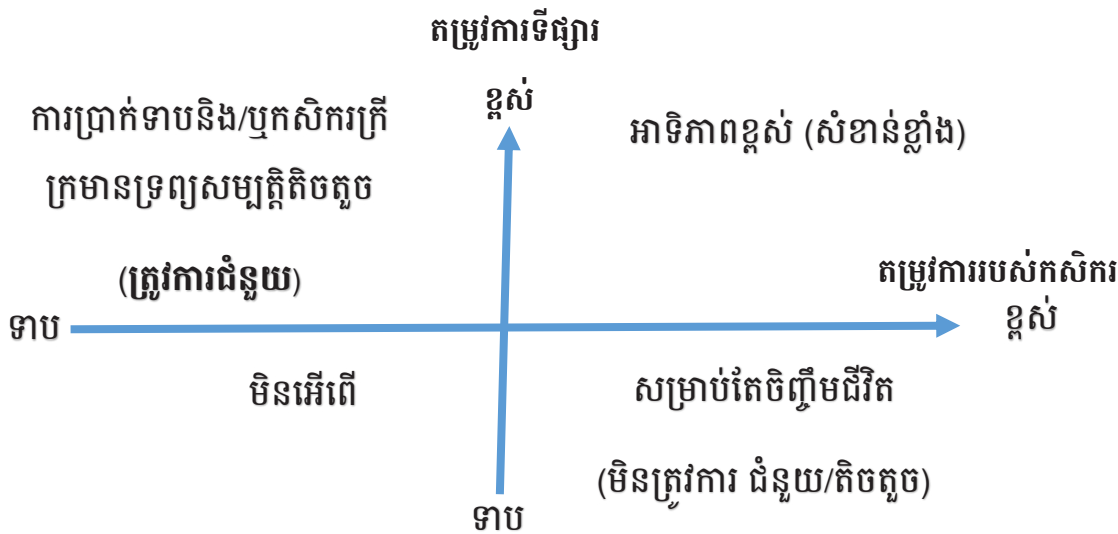 តម្រូវការទីផ្សារ
ខ្ពស់
ការប្រាក់ទាបនិង/ឬកសិករក្រី
ក្រមានទ្រព្យសម្បត្តិតិចតួច
(ត្រូវការជំនួយ)
អាទិភាពខ្ពស់ (សំខាន់ខ្លាំង)
តម្រូវការរបស់កសិករ
ខ្ពស់
ទាប
មិនអើពើ
សម្រាប់តែចិញ្ចឹមជីវិត
(មិនត្រូវការ ជំនួយ/តិចតួច)
ទាប